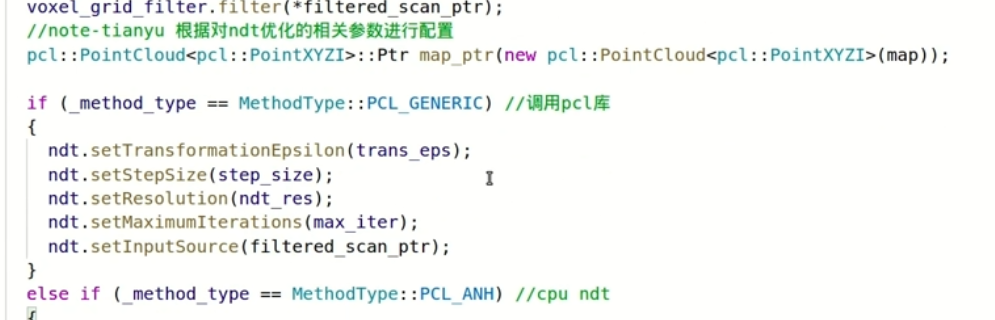 voxel_grid_filter.filter(*filtered_scan_ptr);
//note-tianyu 根据对ndt优化的相关参数进行配置
pcl::PointCloud<pcl::PointXYZI>::Ptr map_ptr(new pcl::PointCloud<pcl::PointXYZI>(map));
if (_method_type == MethodType::PCL_GENERIC) //调用pcl库
{
ndt.setTransformationEpsilon(trans_eps);
ndt.setStepSize(step_size);
ndt.setResolution(ndt_res);
ndt.setMaximumIterations(max_iter);
ndt.setInputSource(filtered_scan_ptr);
}
else if (_method_type == MethodType::PCL_ANH) //cpu ndt
{